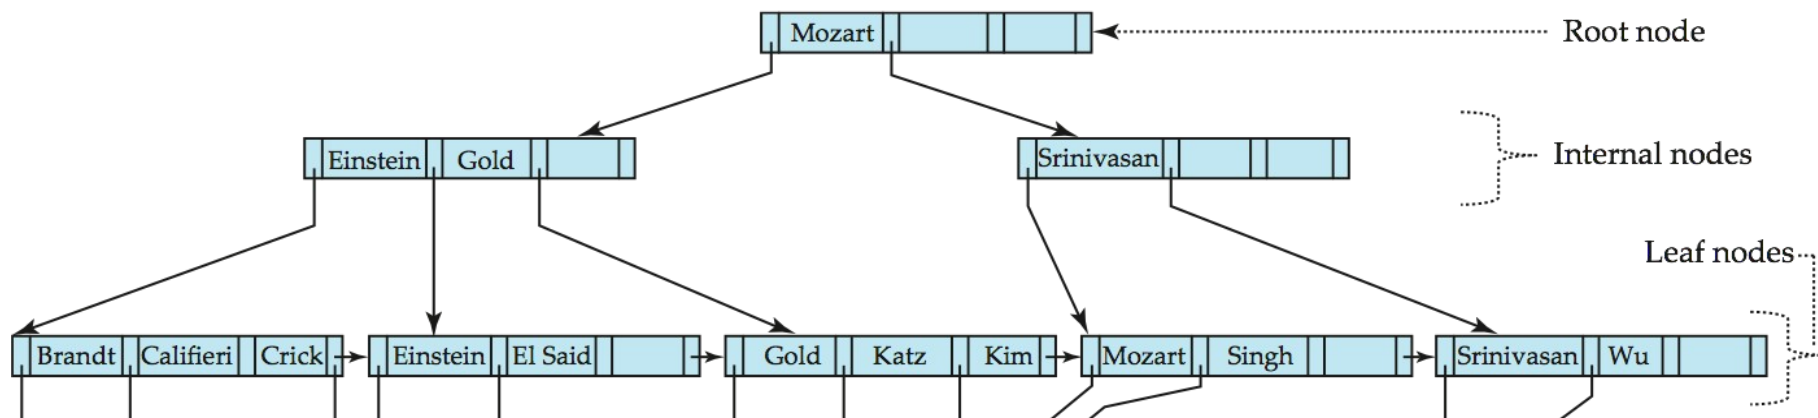 Mozart
Root node
Einstein Gold
Srinivasan
Internal nodes
Leaf nodes
Brandt Califieri Crick Einstein El Said Gold Katz Kim Mozart Singh Srinivasan Wu